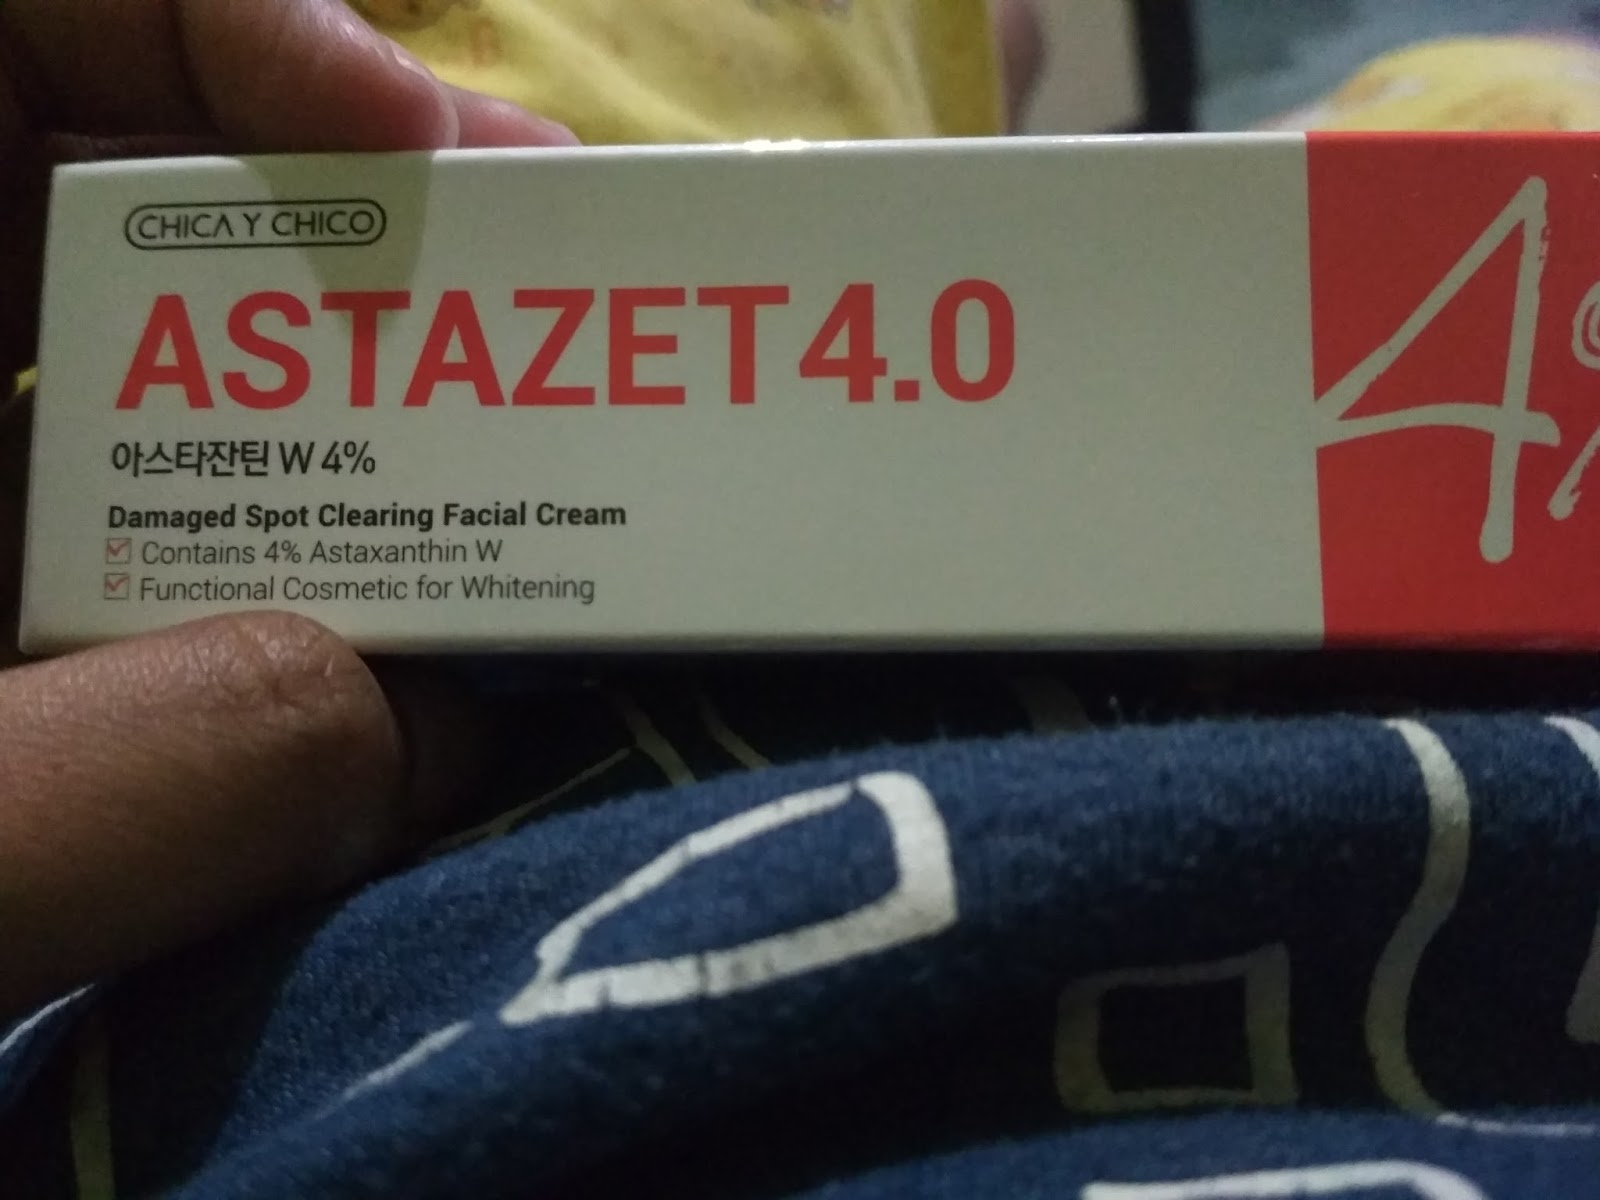 CHICA Y CHICO
ASTAZET 4.0
아스타잔틴 W 4%
Damaged Spot Clearing Facial Cream
Contains 4% Astaxanthin W
Functional Cosmetic for Whitening
4%